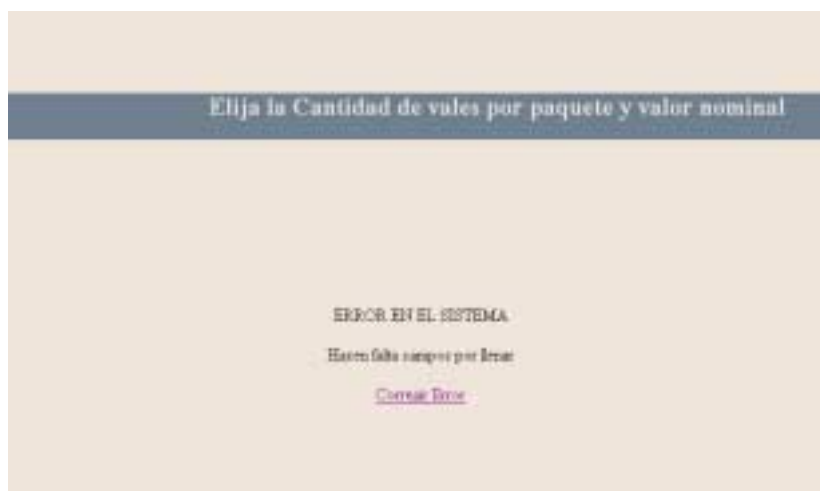 Elija la Cantidad de vales por paquete y valor nominal
ERROR EN EL SISTEMA
Hacen falta campos por llenar
Corregir Error